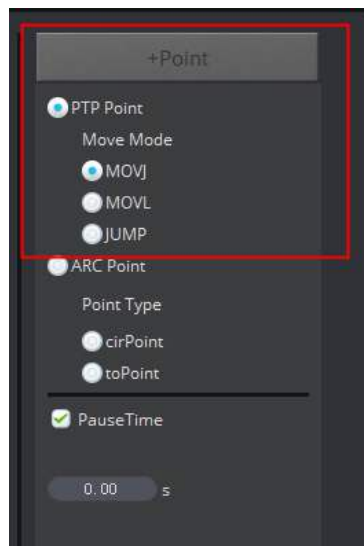 +Point
PTP Point
Move Mode
MOVJ
MOVL
JUMP
ARC Point
Point Type
cirPoint
toPoint
PauseTime
0.00 s